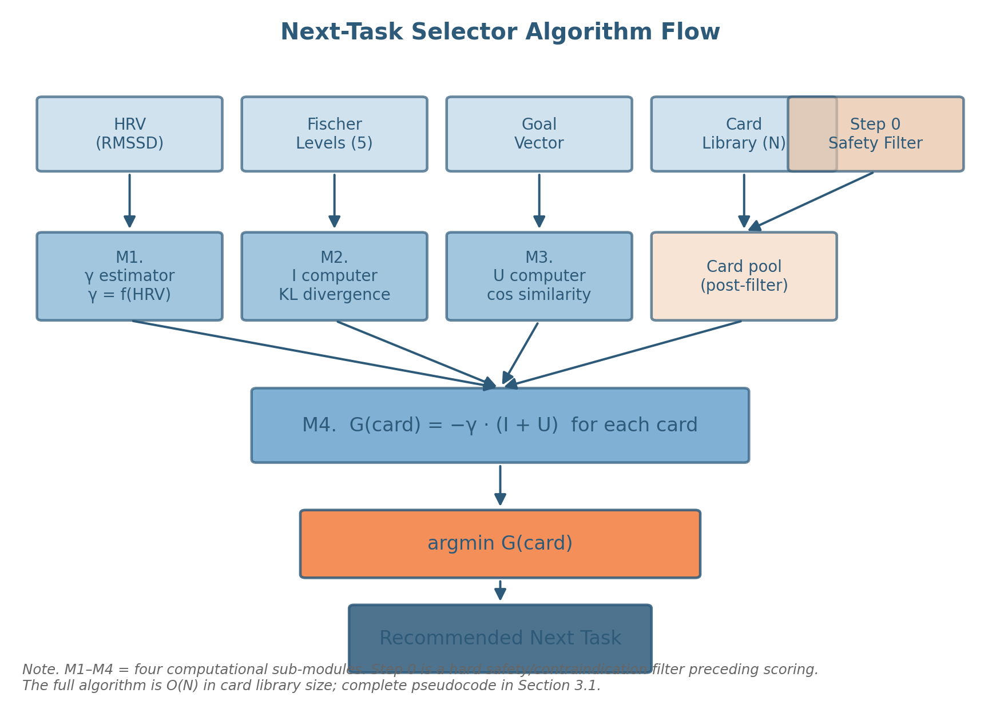 Next-Task Selector Algorithm Flow
HRV
(RMSSD)
Fischer
Levels (5)
Goal
Vector
Card
Library (N)
Step 0
Safety Filter
M1.
γ estimator
γ = f(HRV)
M2.
I computer
KL divergence
M3.
U computer
cos similarity
Card pool
(post-filter)
M4.  G(card) = −γ · (I + U)  for each card
argmin G(card)
Recommended Next Task
Note. M1–M4 = four computational sub-modules. Step 0 is a hard safety/contraindication filter preceding scoring.
The full algorithm is O(N) in card library size; complete pseudocode in Section 3.1.